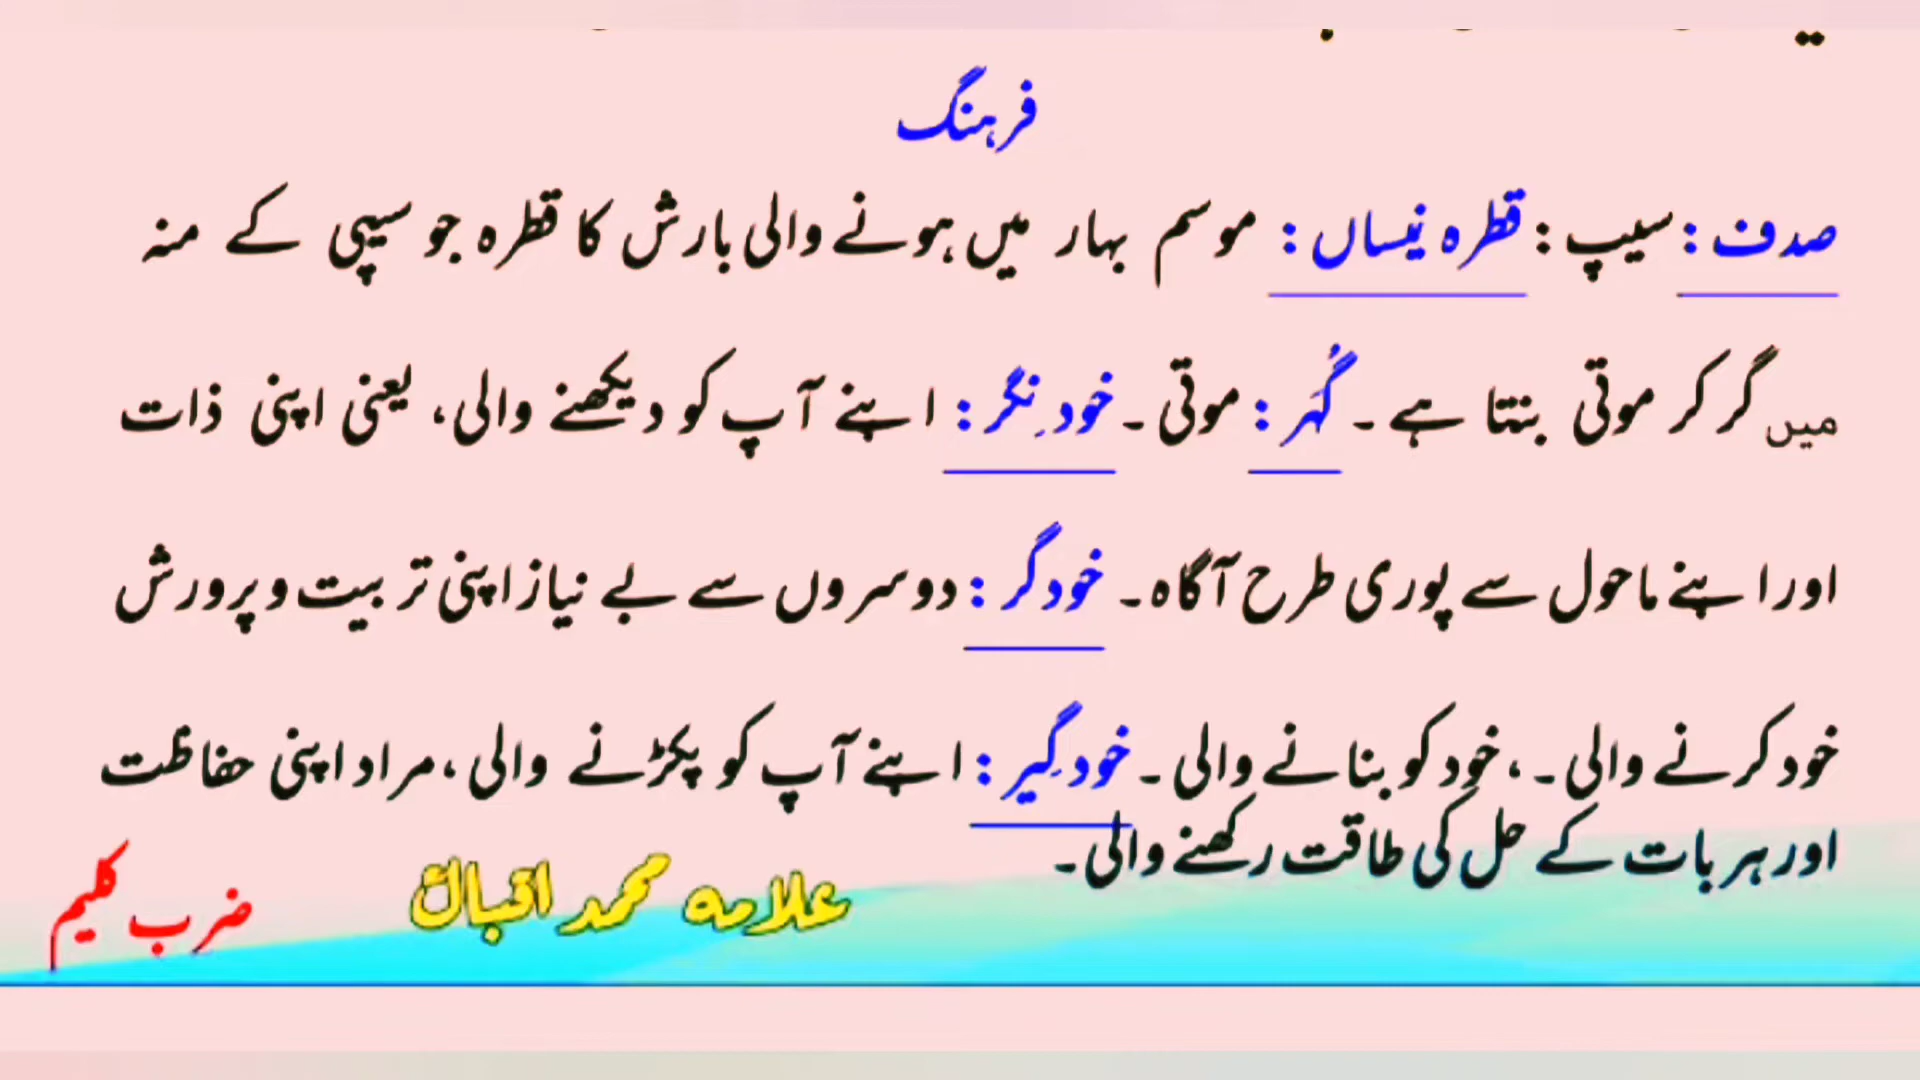 فرہنگ
صدف: سیپ: قطرہ نیساں: موسم بہار میں ہونے والی بارش کا قطرہ جو سیپی کے منہ
میں گر کر موتی بنتا ہے۔ گُہَر: موتی۔ خود نِگر: اپنے آپ کو دیکھنے والی، یعنی اپنی ذات
اور اپنے ماحول سے پوری طرح آگاہ۔ خودگر: دوسروں سے بے نیاز اپنی تربیت و پرورش
خود کرنے والی۔، خود کو بنانے والی۔ خود گِیر: اپنے آپ کو پکڑنے والی، مراد اپنی حفاظت
اور ہر بات کے حل کی طاقت رکھنے والی۔
علامہ محمد اقبالؒ
ضرب کلیم